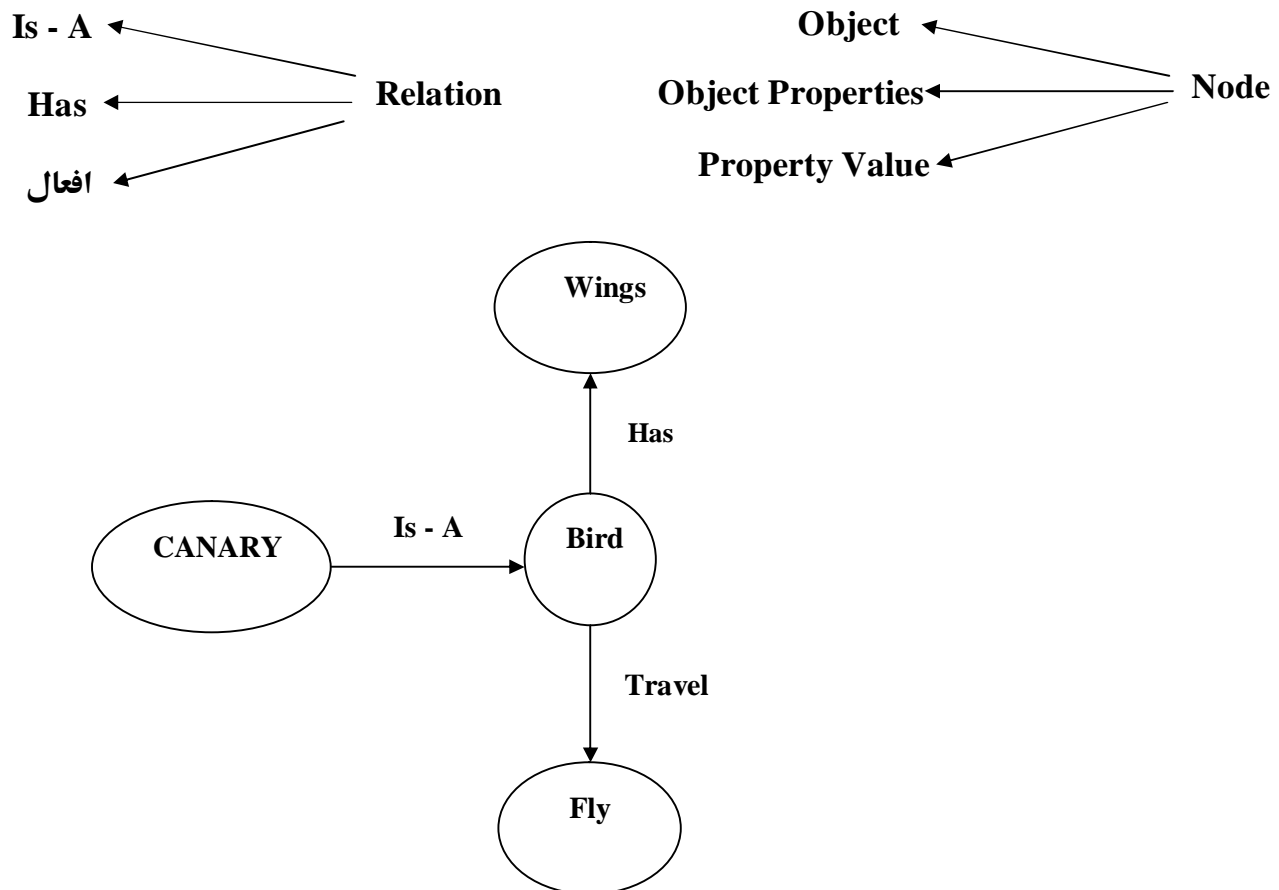 Is - A
Has
افعال
Relation
Object
Object Properties
Property Value
Node
Wings
Has
CANARY
Is - A
Bird
Travel
Fly